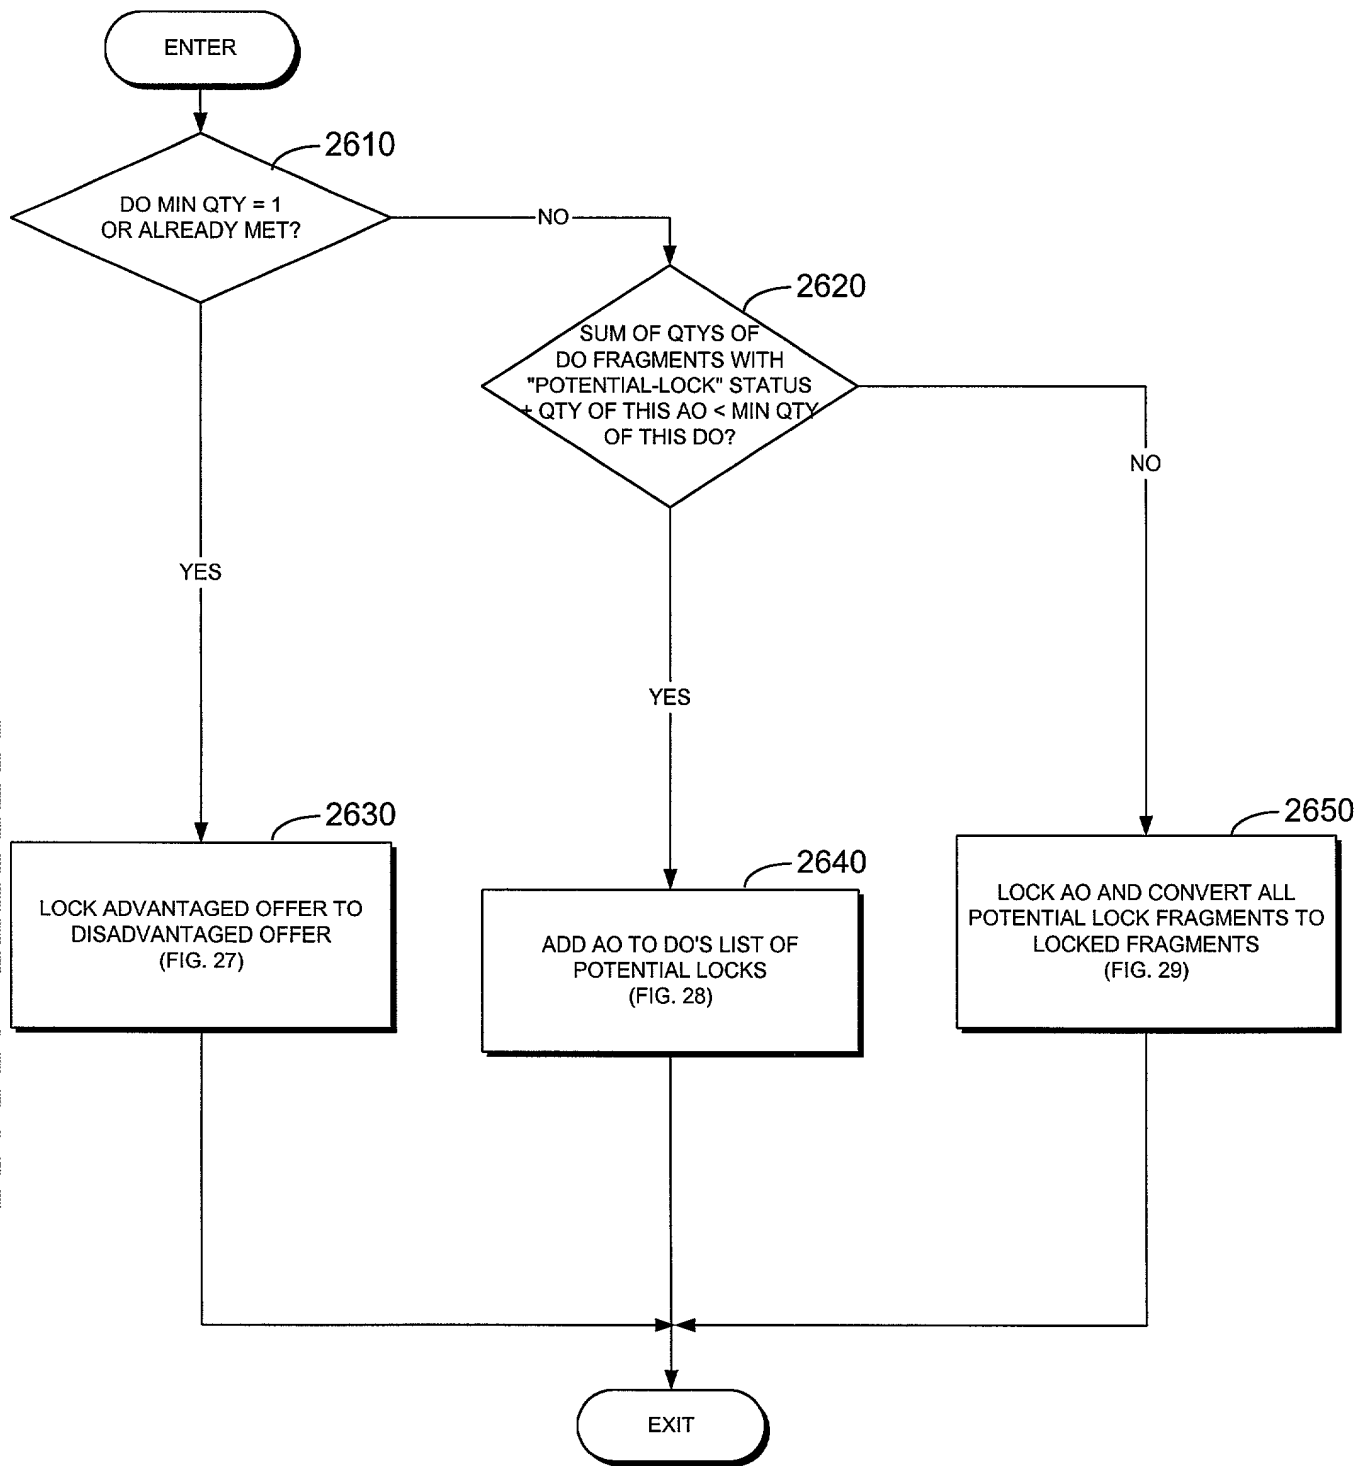 ENTER
2610
DO MIN QTY = 1
OR ALREADY MET?
NO
2620
SUM OF QTYS OF
DO FRAGMENTS WITH
"POTENTIAL-LOCK" STATUS
+ QTY OF THIS AO < MIN QTY
OF THIS DO?
NO
YES
YES
2630
LOCK ADVANTAGED OFFER TO
DISADVANTAGED OFFER
(FIG. 27)
2640
ADD AO TO DO'S LIST OF
POTENTIAL LOCKS
(FIG. 28)
2650
LOCK AO AND CONVERT ALL
POTENTIAL LOCK FRAGMENTS TO
LOCKED FRAGMENTS
(FIG. 29)
EXIT